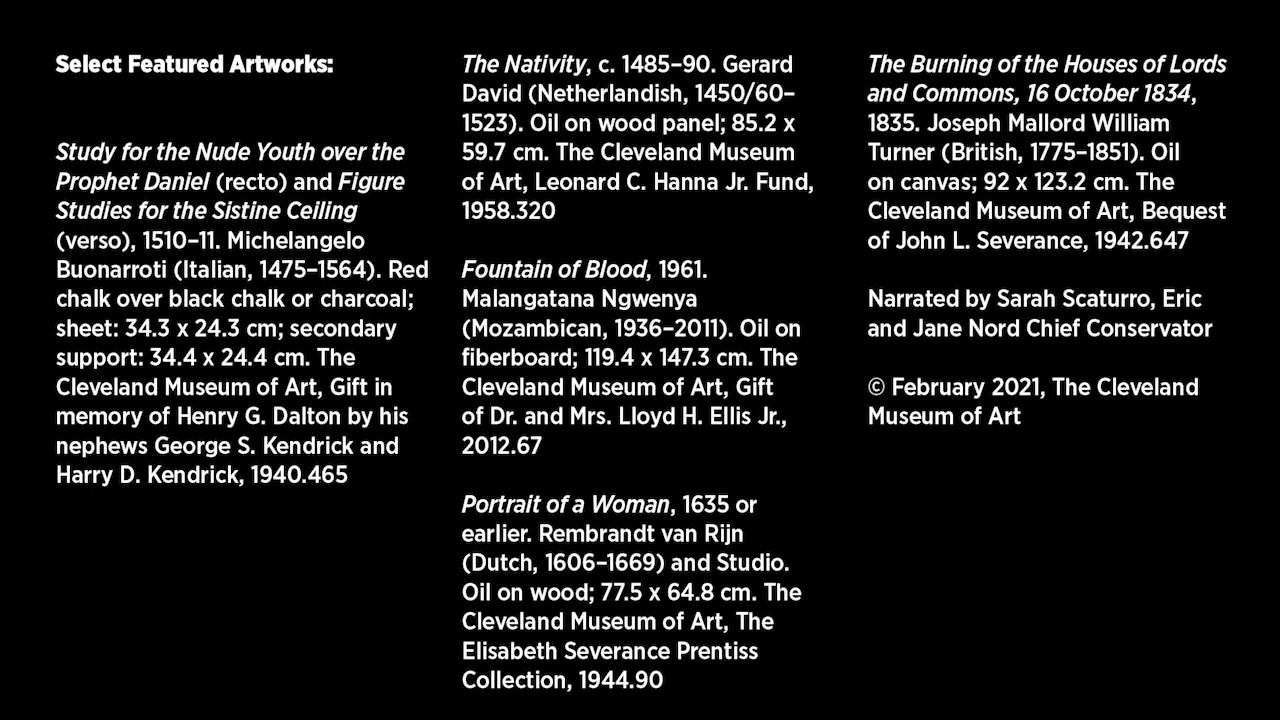 Select Featured Artworks:
Study for the Nude Youth over the
Prophet Daniel (recto) and Figure
Studies for the Sistine Ceiling
(verso), 1510–11. Michelangelo
Buonarroti (Italian, 1475–1564). Red
chalk over black chalk or charcoal;
sheet: 34.3 x 24.3 cm; secondary
support: 34.4 x 24.4 cm. The
Cleveland Museum of Art, Gift in
memory of Henry G. Dalton by his
nephews George S. Kendrick and
Harry D. Kendrick, 1940.465
The Nativity, c. 1485–90. Gerard
David (Netherlandish, 1450/60–
1523). Oil on wood panel; 85.2 x
59.7 cm. The Cleveland Museum
of Art, Leonard C. Hanna Jr. Fund,
1958.320
Fountain of Blood, 1961.
Malangatana Ngwenya
(Mozambican, 1936–2011). Oil on
fiberboard; 119.4 x 147.3 cm. The
Cleveland Museum of Art, Gift
of Dr. and Mrs. Lloyd H. Ellis Jr.,
2012.67
Portrait of a Woman, 1635 or
earlier. Rembrandt van Rijn
(Dutch, 1606–1669) and Studio.
Oil on wood; 77.5 x 64.8 cm. The
Cleveland Museum of Art, The
Elisabeth Severance Prentiss
Collection, 1944.90
The Burning of the Houses of Lords
and Commons, 16 October 1834,
1835. Joseph Mallord William
Turner (British, 1775–1851). Oil
on canvas; 92 x 123.2 cm. The
Cleveland Museum of Art, Bequest
of John L. Severance, 1942.647
Narrated by Sarah Scaturro, Eric
and Jane Nord Chief Conservator
© February 2021, The Cleveland
Museum of Art